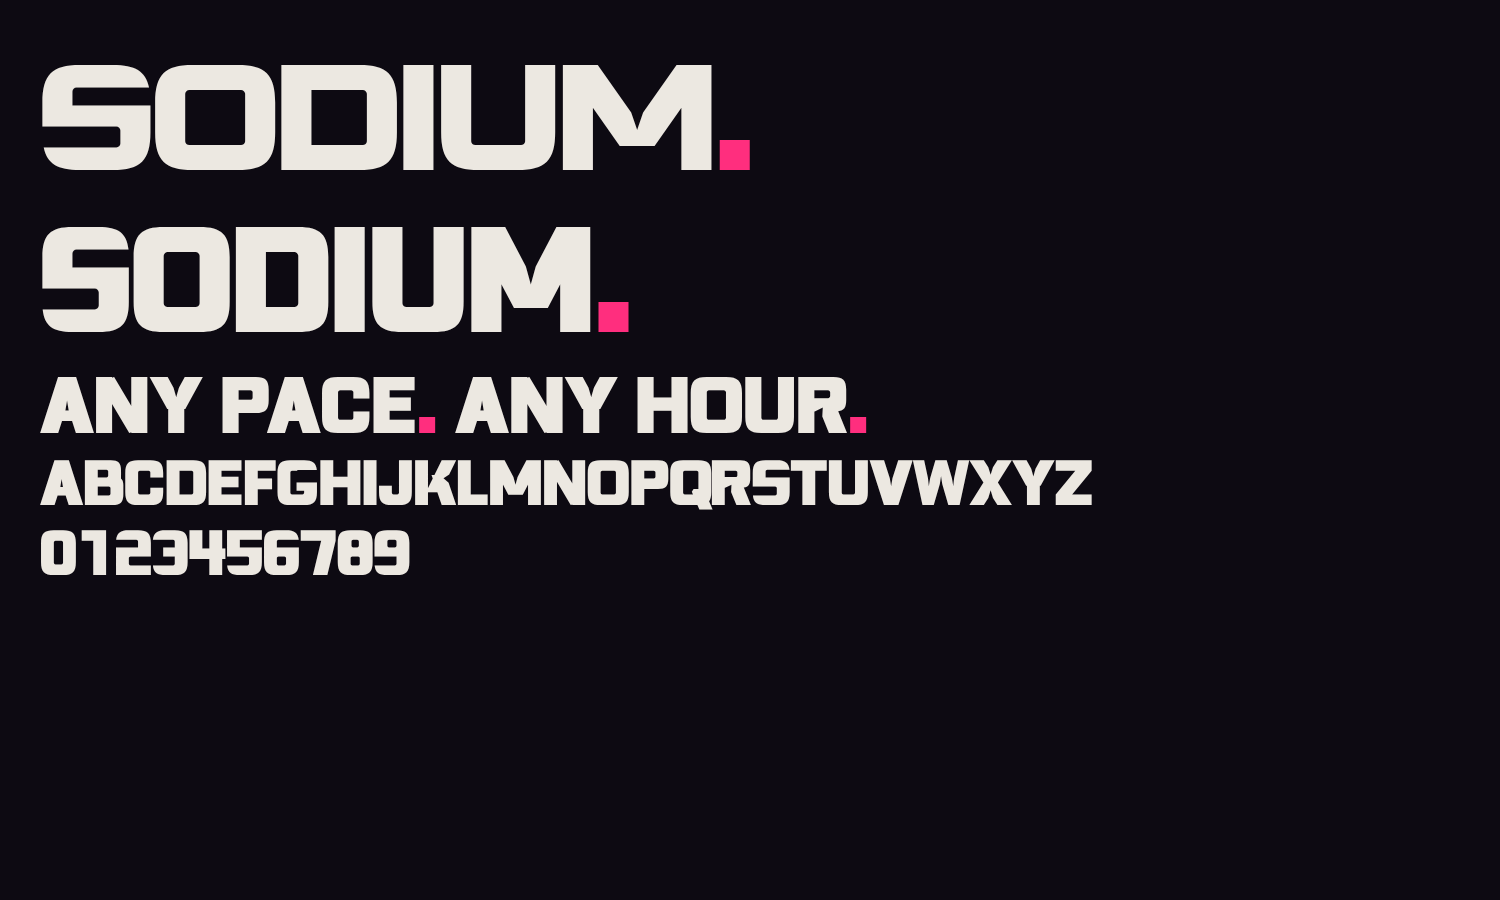 SODIUM.
SODIUM.
ANY PACE. ANY HOUR.
ABCDEFGHIJKLMNOPQRSTUVWXYZ
0123456789